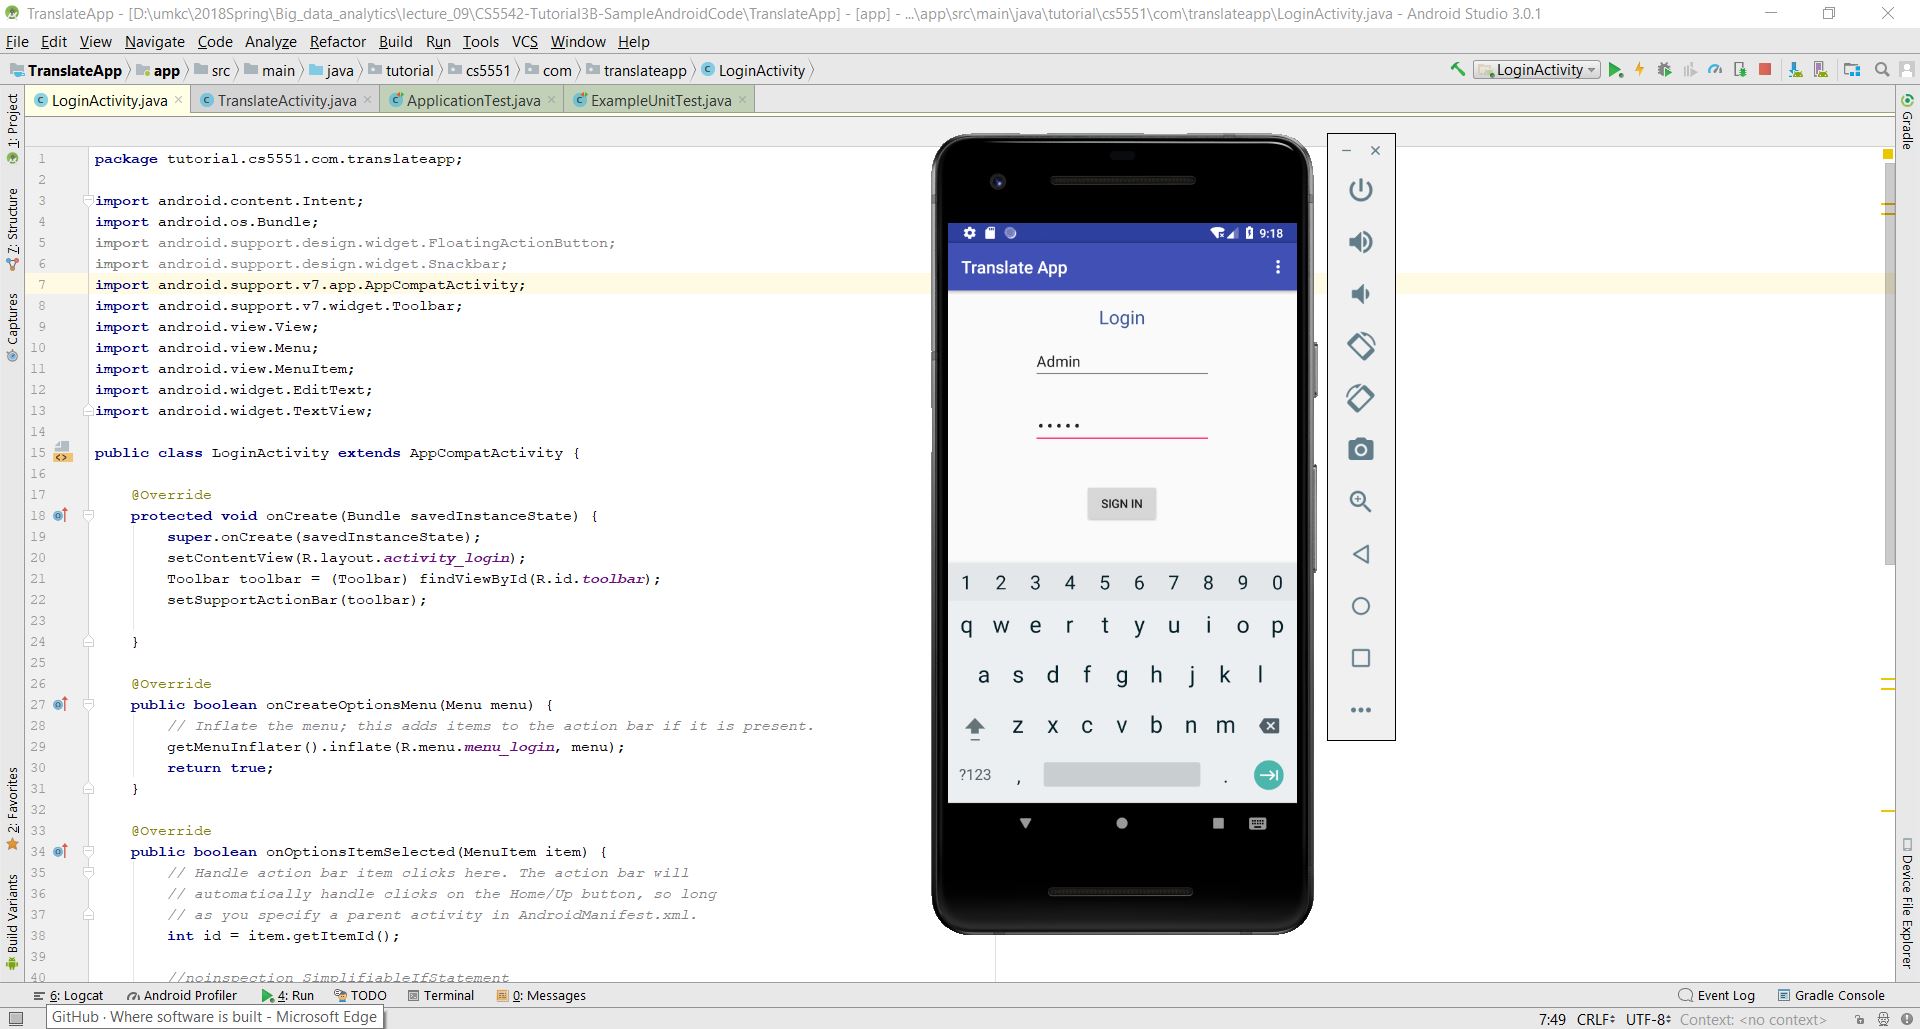 TranslateApp - [D:\umkc\2018Spring\Big_data_analytics\lecture_09\CS5542-Tutorial3B-SampleAndroidCode\TranslateApp] - [app] - ...\app\src\main\java\tutorial\cs5551\com\translateapp\LoginActivity.java - Android Studio 3.0.1
File Edit View Navigate Code Analyze Refactor Build Run Tools VCS Window Help
TranslateApp app src main java tutorial cs5551 com translateapp LoginActivity
LoginActivity
LoginActivity.java TranslateActivity.java ApplicationTest.java ExampleUnitTest.java
1: Project
7: Structure
Captures
2: Favorites
Build Variants
1 package tutorial.cs5551.com.translateapp;
2
3 import android.content.Intent;
4 import android.os.Bundle;
5 import android.support.design.widget.FloatingActionButton;
6 import android.support.design.widget.Snackbar;
7 import android.support.v7.app.AppCompatActivity;
8 import android.support.v7.widget.Toolbar;
9 import android.view.View;
10 import android.view.Menu;
11 import android.view.MenuItem;
12 import android.widget.EditText;
13 import android.widget.TextView;
14
15 public class LoginActivity extends AppCompatActivity {
16
17 @Override
18 protected void onCreate(Bundle savedInstanceState) {
19 super.onCreate(savedInstanceState);
20 setContentView(R.layout.activity_login);
21 Toolbar toolbar = (Toolbar) findViewById(R.id.toolbar);
22 setSupportActionBar(toolbar);
23
24 }
25
26 @Override
27 public boolean onCreateOptionsMenu(Menu menu) {
28 // Inflate the menu; this adds items to the action bar if it is present.
29 getMenuInflater().inflate(R.menu.menu_login, menu);
30 return true;
31 }
32
33 @Override
34 public boolean onOptionsItemSelected(MenuItem item) {
35 // Handle action bar item clicks here. The action bar will
36 // automatically handle clicks on the Home/Up button, so long
37 // as you specify a parent activity in AndroidManifest.xml.
38 int id = item.getItemId();
39
40 //noinspection SimplifiableIfStatement
9:18
Translate App
Login
Admin
•••••
SIGN IN
1 2 3 4 5 6 7 8 9 0
q w e r t y u i o p
a s d f g h j k l
z x c v b n m
?123 , .
Gradle
Device File Explorer
6: Logcat Android Profiler 4: Run TODO Terminal 0: Messages Event Log Gradle Console
GitHub · Where software is built - Microsoft Edge
7:49 CRLF UTF-8 Context: <no context>